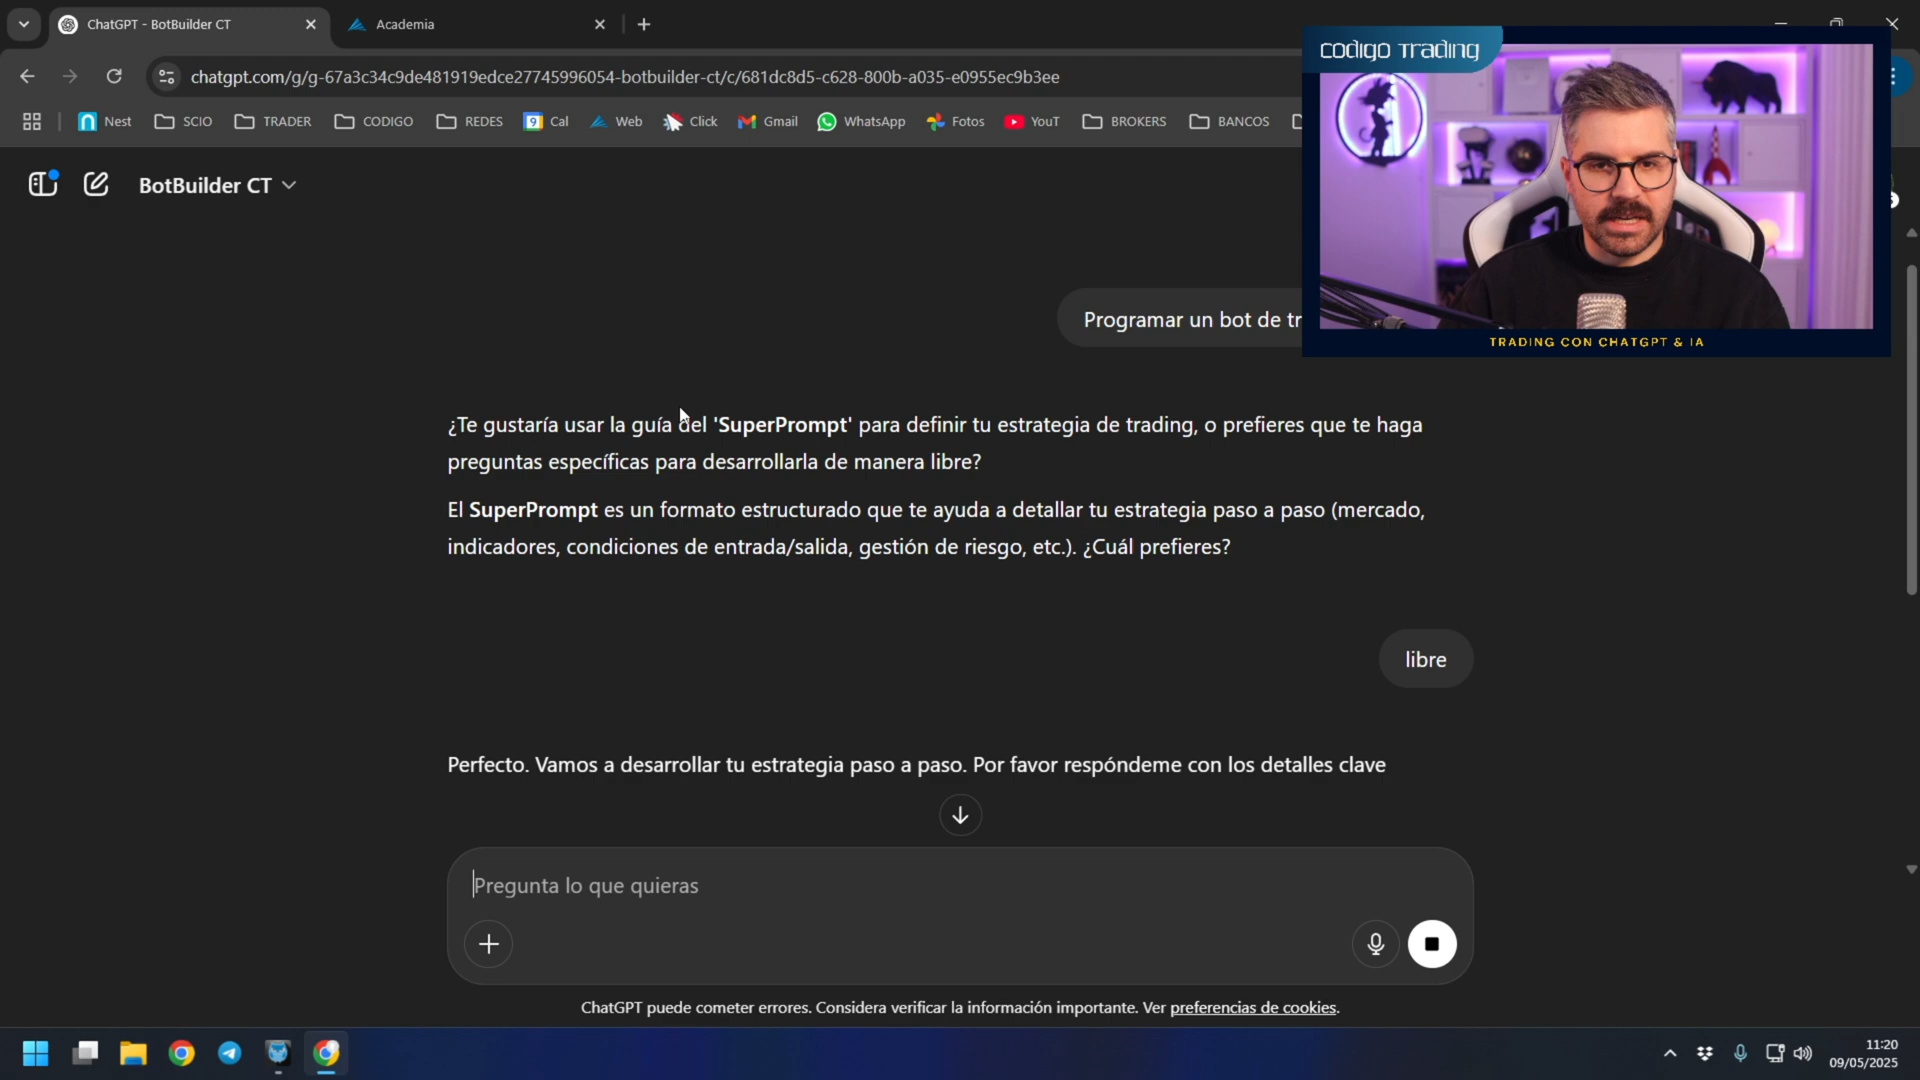 ChatGPT - BotBuilder CT
Academia
chatgpt.com/g/g-67a3c34c9de481919edce27745996054-botbuilder-ct/c/681dc8d5-c628-800b-a035-e0955ec9b3ee
Nest
SCIO
TRADER
CODIGO
REDES
9
Cal
Web
Click
Gmail
WhatsApp
Fotos
YouT
BROKERS
BANCOS
codigo Trading
TRADING CON CHATGPT & IA
BotBuilder CT
Programar un bot de tr
¿Te gustaría usar la guía del 'SuperPrompt' para definir tu estrategia de trading, o prefieres que te haga
preguntas específicas para desarrollarla de manera libre?
El SuperPrompt es un formato estructurado que te ayuda a detallar tu estrategia paso a paso (mercado,
indicadores, condiciones de entrada/salida, gestión de riesgo, etc.). ¿Cuál prefieres?
libre
Perfecto. Vamos a desarrollar tu estrategia paso a paso. Por favor respóndeme con los detalles clave
Pregunta lo que quieras
ChatGPT puede cometer errores. Considera verificar la información importante. Ver preferencias de cookies.
11:20
09/05/2025